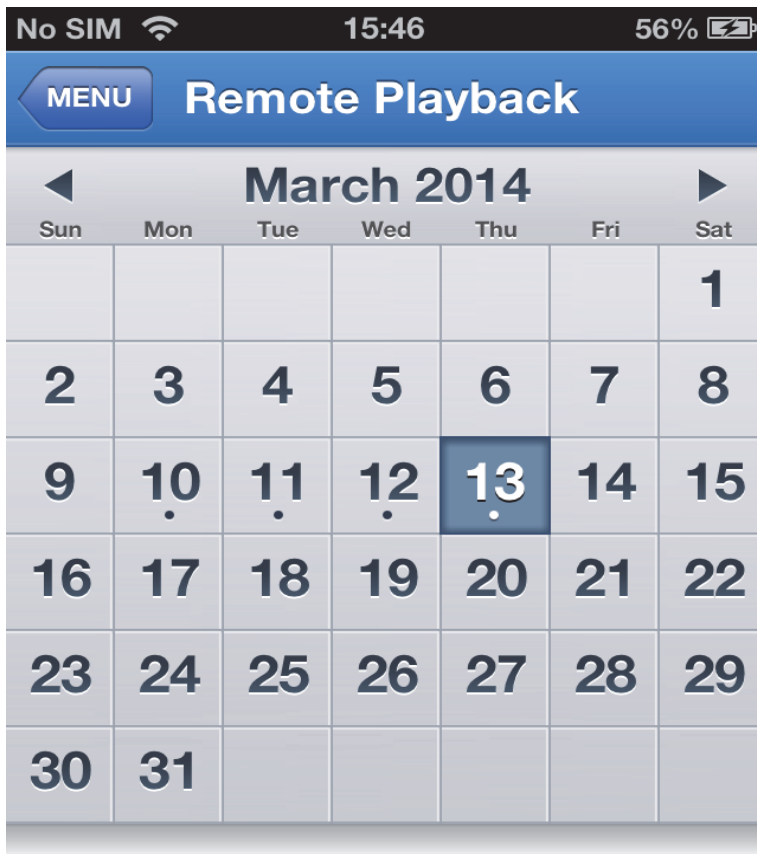 No SIM 15:46 56%
MENU Remote Playback
March 2014
Sun Mon Tue Wed Thu Fri Sat
1
2 3 4 5 6 7 8
9 10 11 12 13 14 15
16 17 18 19 20 21 22
23 24 25 26 27 28 29
30 31